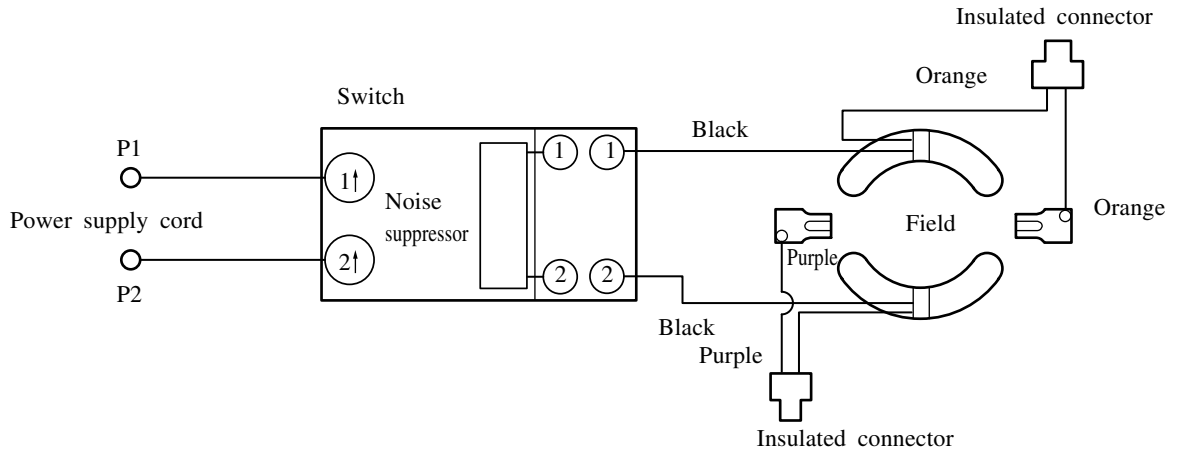 Insulated connector
Orange
Switch
Black
P1
1
1
1
Noise
suppressor
Orange
Power supply cord
Field
Purple
2
2
2
P2
Black
Purple
Insulated connector